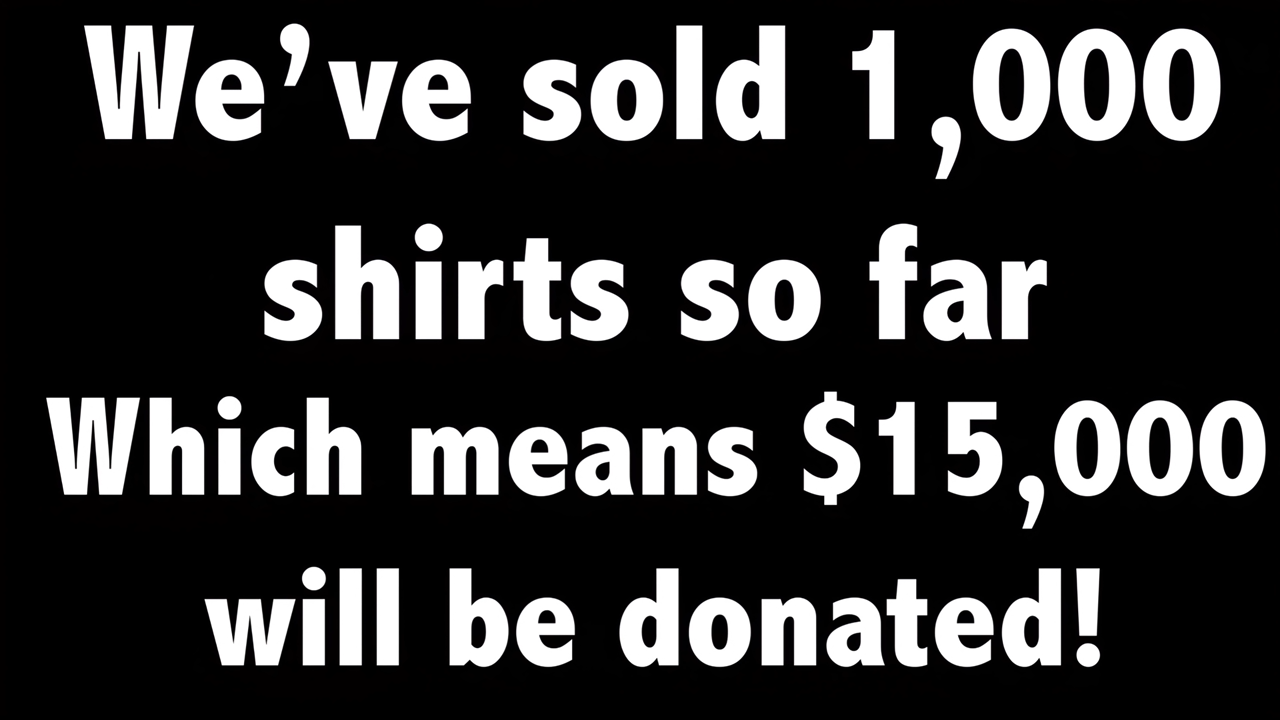 We've sold 1,000
shirts so far
Which means $15,000
will be donated!